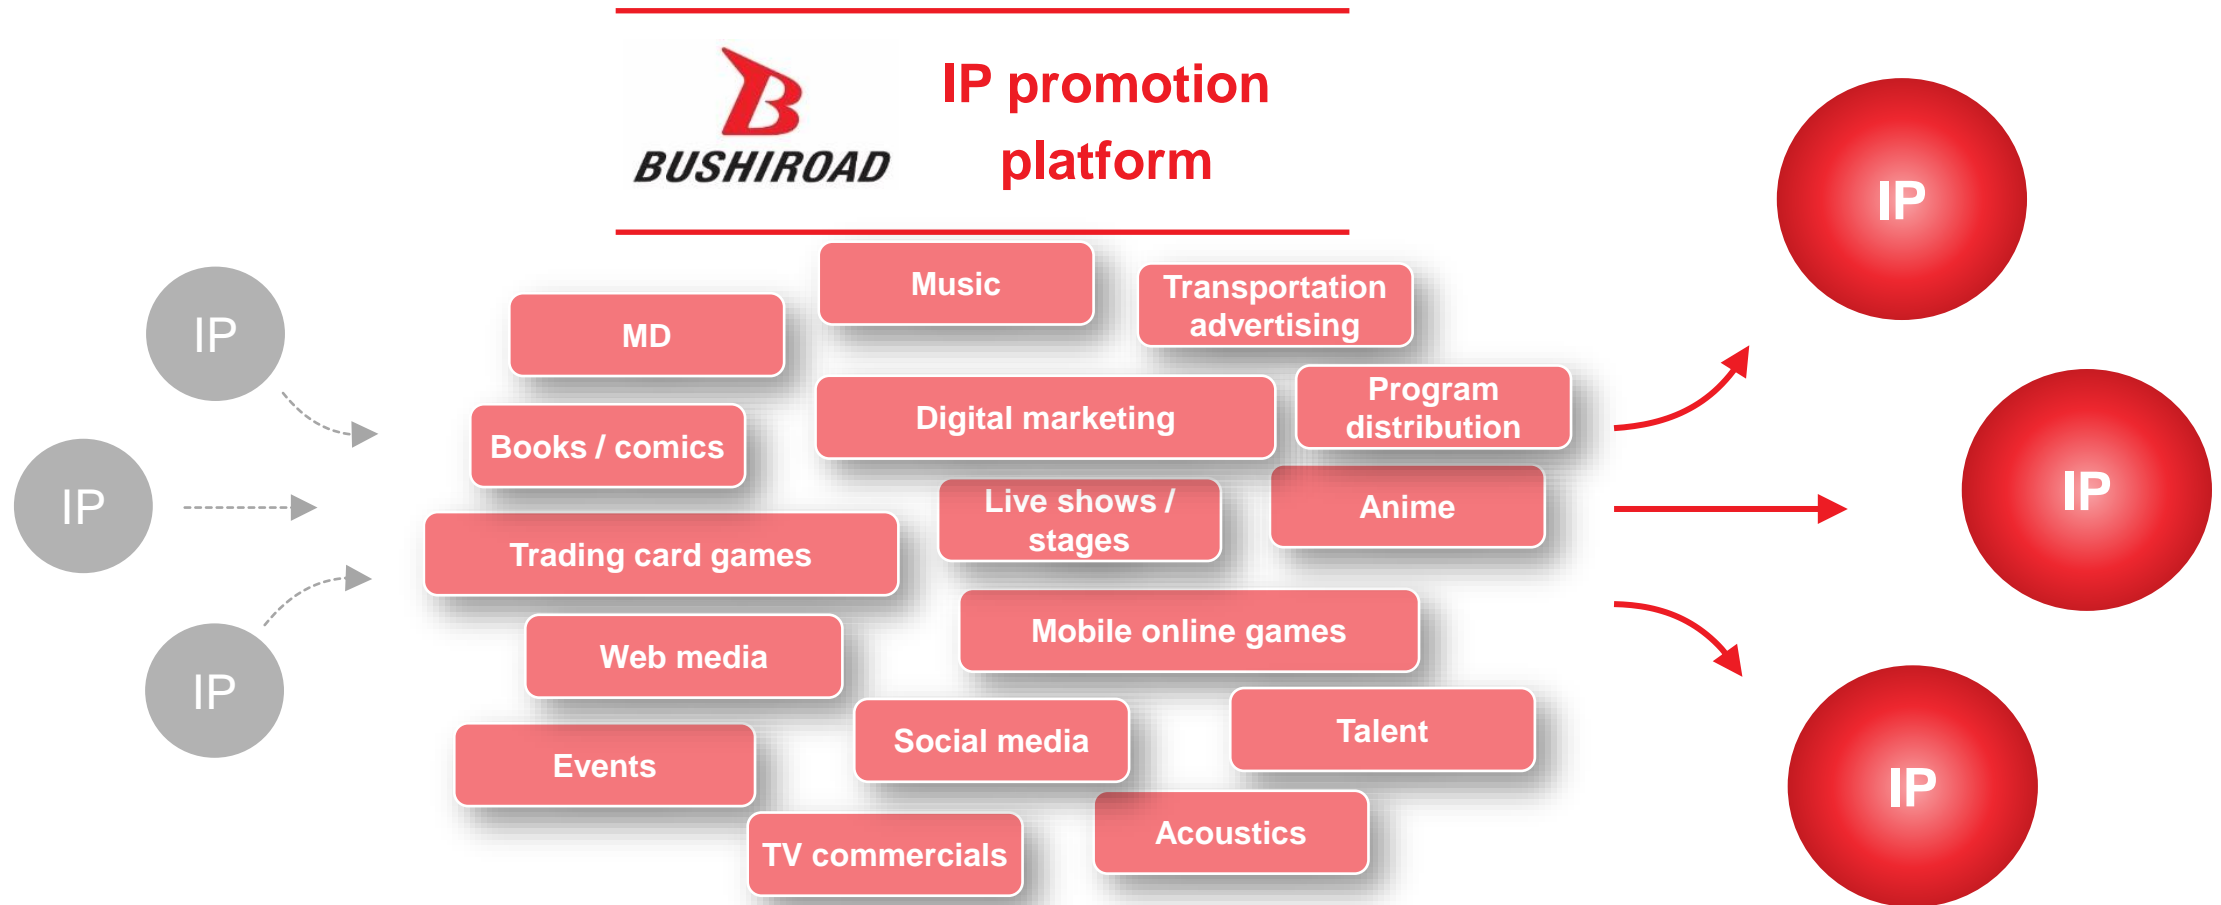 IP promotion
platform
BUSHIROAD
IP
IP
IP
Music
Transportation
advertising
MD
Digital marketing
Program
distribution
Books / comics
Live shows /
stages
Anime
Trading card games
Mobile online games
Web media
Social media
Talent
Events
Acoustics
TV commercials
IP
IP
IP